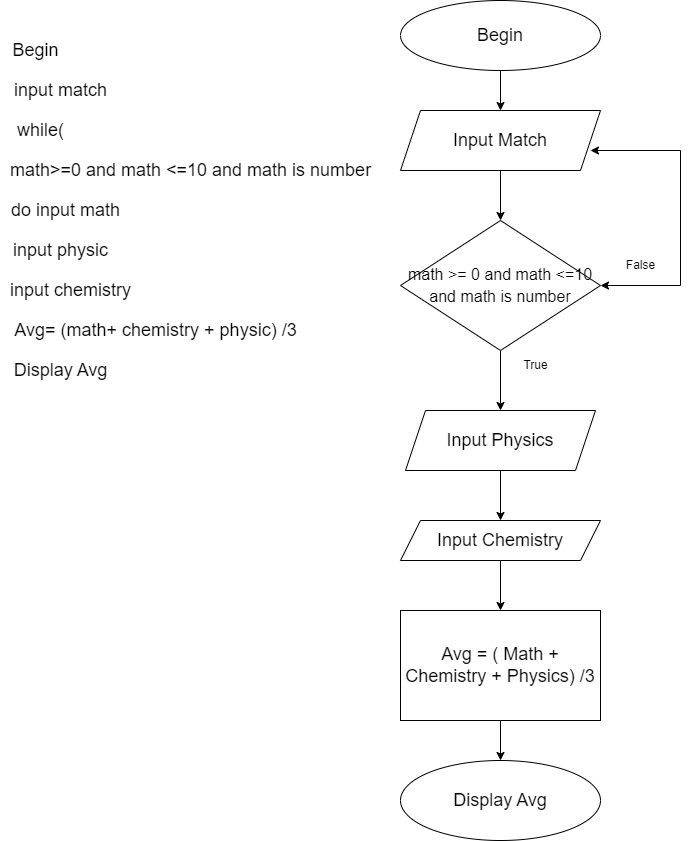 Begin
input match
while(
math>=0 and math <=10 and math is number
do input math
input physic
input chemistry
Avg= (math+ chemistry + physic) /3
Display Avg
Begin
Input Match
math >= 0 and math <=10
and math is number
False
True
Input Physics
Input Chemistry
Avg = ( Math +
Chemistry + Physics) /3
Display Avg